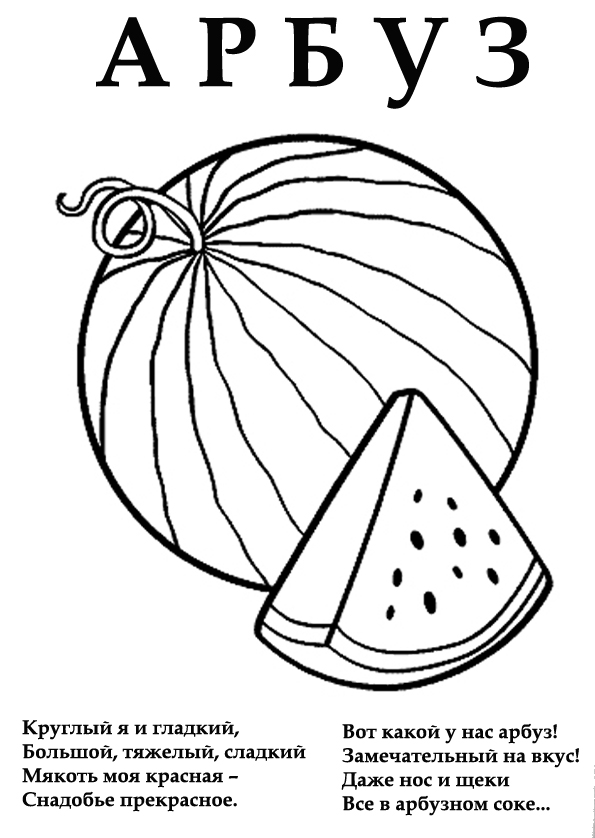 АРБУЗ
Круглый я и гладкий,
Большой, тяжелый, сладкий
Мякоть моя красная –
Снадобье прекрасное.
Вот какой у нас арбуз!
Замечательный на вкус!
Даже нос и щеки
Все в арбузном соке...